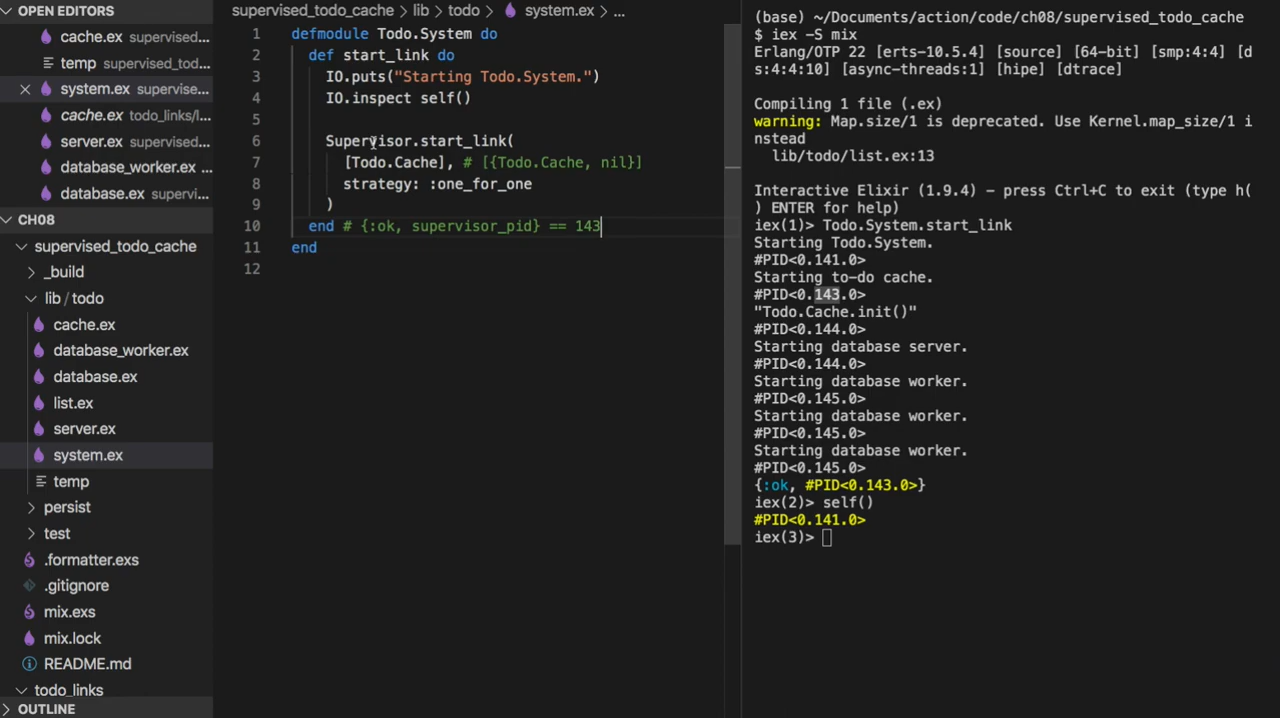 OPEN EDITORS
cache.ex supervised...
temp supervised_tod...
system.ex supervise...
cache.ex todo_links/l...
server.ex supervised...
database_worker.ex ...
database.ex supervi...
CH08
supervised_todo_cache
_build
lib / todo
cache.ex
database_worker.ex
database.ex
list.ex
server.ex
system.ex
temp
persist
test
.formatter.exs
.gitignore
mix.exs
mix.lock
README.md
todo_links
OUTLINE
supervised_todo_cache > lib > todo > system.ex > ...
1 defmodule Todo.System do
2 def start_link do
3 IO.puts("Starting Todo.System.")
4 IO.inspect self()
5
6 Supervisor.start_link(
7 [Todo.Cache], # [{Todo.Cache, nil}]
8 strategy: :one_for_one
9 )
10 end # {:ok, supervisor_pid} == 143
11 end
12
(base) ~/Documents/action/code/ch08/supervised_todo_cache
$ iex -S mix
Erlang/OTP 22 [erts-10.5.4] [source] [64-bit] [smp:4:4] [d
s:4:4:10] [async-threads:1] [hipe] [dtrace]
Compiling 1 file (.ex)
warning: Map.size/1 is deprecated. Use Kernel.map_size/1 i
nstead
lib/todo/list.ex:13
Interactive Elixir (1.9.4) - press Ctrl+C to exit (type h(
) ENTER for help)
iex(1)> Todo.System.start_link
Starting Todo.System.
#PID<0.141.0>
Starting to-do cache.
#PID<0.143.0>
"Todo.Cache.init()"
#PID<0.144.0>
Starting database server.
#PID<0.144.0>
Starting database worker.
#PID<0.145.0>
Starting database worker.
#PID<0.145.0>
Starting database worker.
#PID<0.145.0>
{:ok, #PID<0.143.0>}
iex(2)> self()
#PID<0.141.0>
iex(3)>